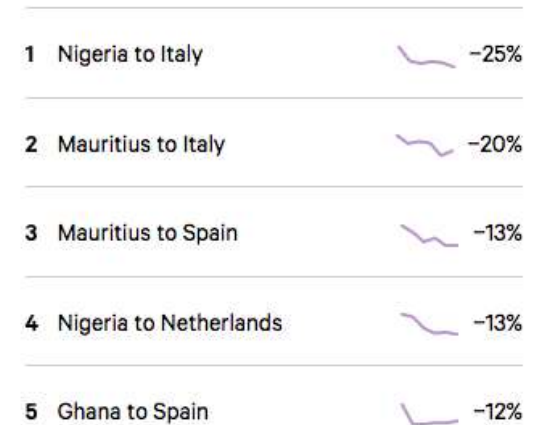 1 Nigeria to Italy −25%
2 Mauritius to Italy −20%
3 Mauritius to Spain −13%
4 Nigeria to Netherlands −13%
5 Ghana to Spain −12%